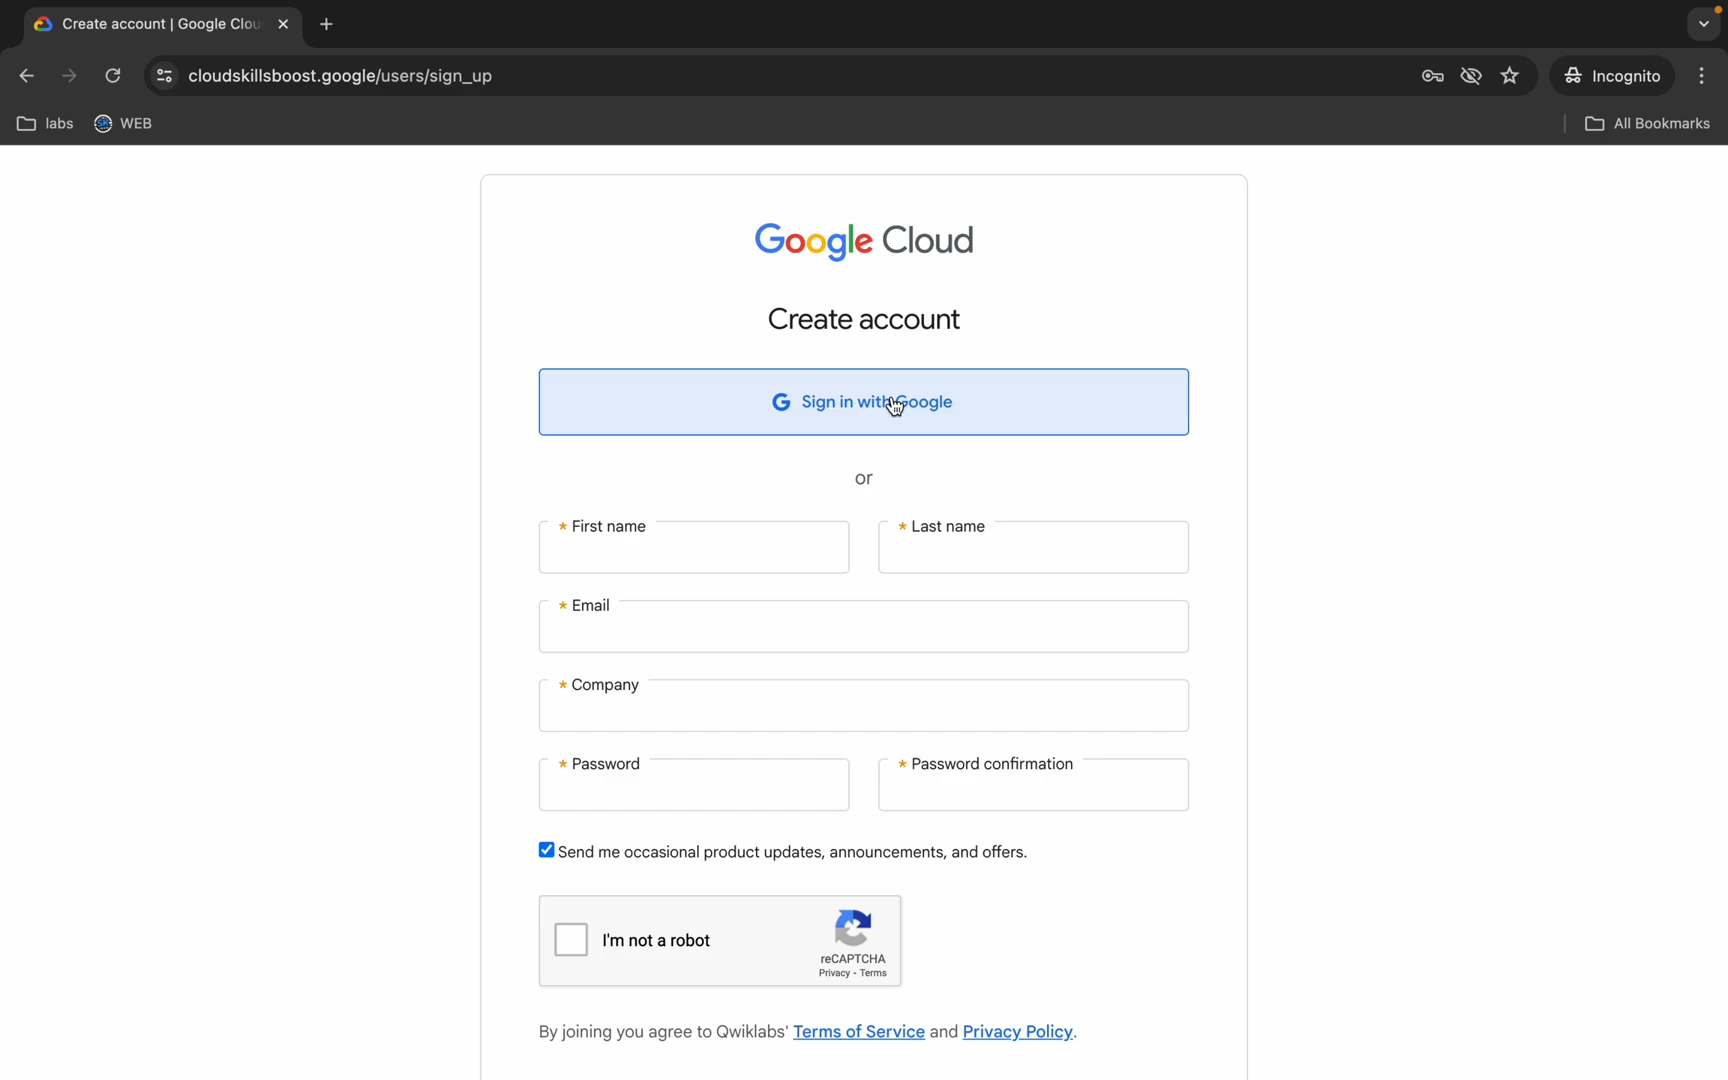 Create account | Google Clou
cloudskillsboost.google/users/sign_up
Incognito
labs
WEB
All Bookmarks
Google Cloud
Create account
G Sign in with Google
or
* First name
* Last name
* Email
* Company
* Password
* Password confirmation
Send me occasional product updates, announcements, and offers.
I'm not a robot
reCAPTCHA
Privacy - Terms
By joining you agree to Qwiklabs' Terms of Service and Privacy Policy.